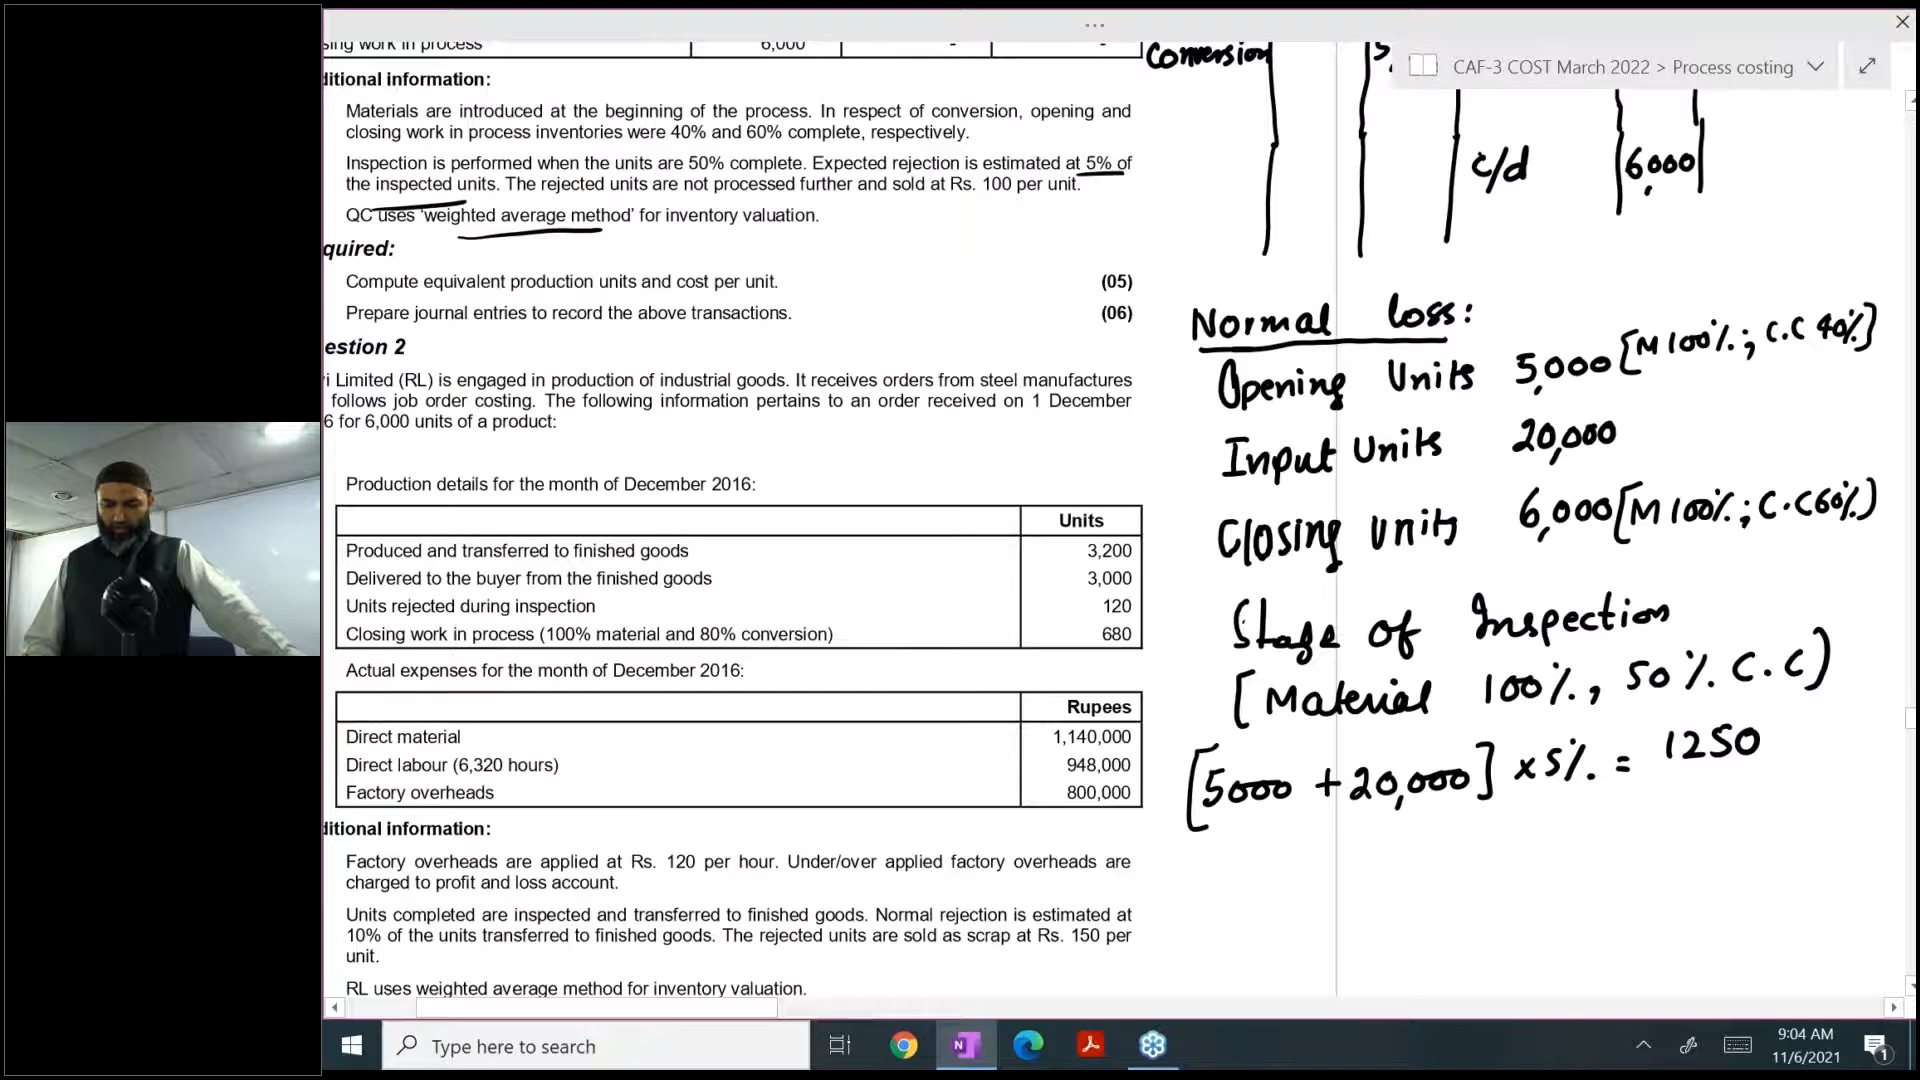 sing work in process 6,000 - -
ditional information:
Materials are introduced at the beginning of the process. In respect of conversion, opening and
closing work in process inventories were 40% and 60% complete, respectively.
Inspection is performed when the units are 50% complete. Expected rejection is estimated at 5% of
the inspected units. The rejected units are not processed further and sold at Rs. 100 per unit.
QC uses 'weighted average method' for inventory valuation.
quired:
Compute equivalent production units and cost per unit. (05)
Prepare journal entries to record the above transactions. (06)
estion 2
i Limited (RL) is engaged in production of industrial goods. It receives orders from steel manufactures
follows job order costing. The following information pertains to an order received on 1 December
6 for 6,000 units of a product:
Production details for the month of December 2016:
Units
Produced and transferred to finished goods 3,200
Delivered to the buyer from the finished goods 3,000
Units rejected during inspection 120
Closing work in process (100% material and 80% conversion) 680
Actual expenses for the month of December 2016:
Rupees
Direct material 1,140,000
Direct labour (6,320 hours) 948,000
Factory overheads 800,000
ditional information:
Factory overheads are applied at Rs. 120 per hour. Under/over applied factory overheads are
charged to profit and loss account.
Units completed are inspected and transferred to finished goods. Normal rejection is estimated at
10% of the units transferred to finished goods. The rejected units are sold as scrap at Rs. 150 per
unit.
RL uses weighted average method for inventory valuation.
CAF-3 COST March 2022 > Process costing
Conversion
c/d 6,000
Normal Loss:
Opening Units 5,000 [M 100%; C.C 40%]
Input Units 20,000
Closing Units 6,000 [M 100%; C.C 60%)
Stage of Inspection
[Material 100%, 50% C.C)
[5000 + 20,000] x 5% = 1250
Type here to search
9:04 AM
11/6/2021
1